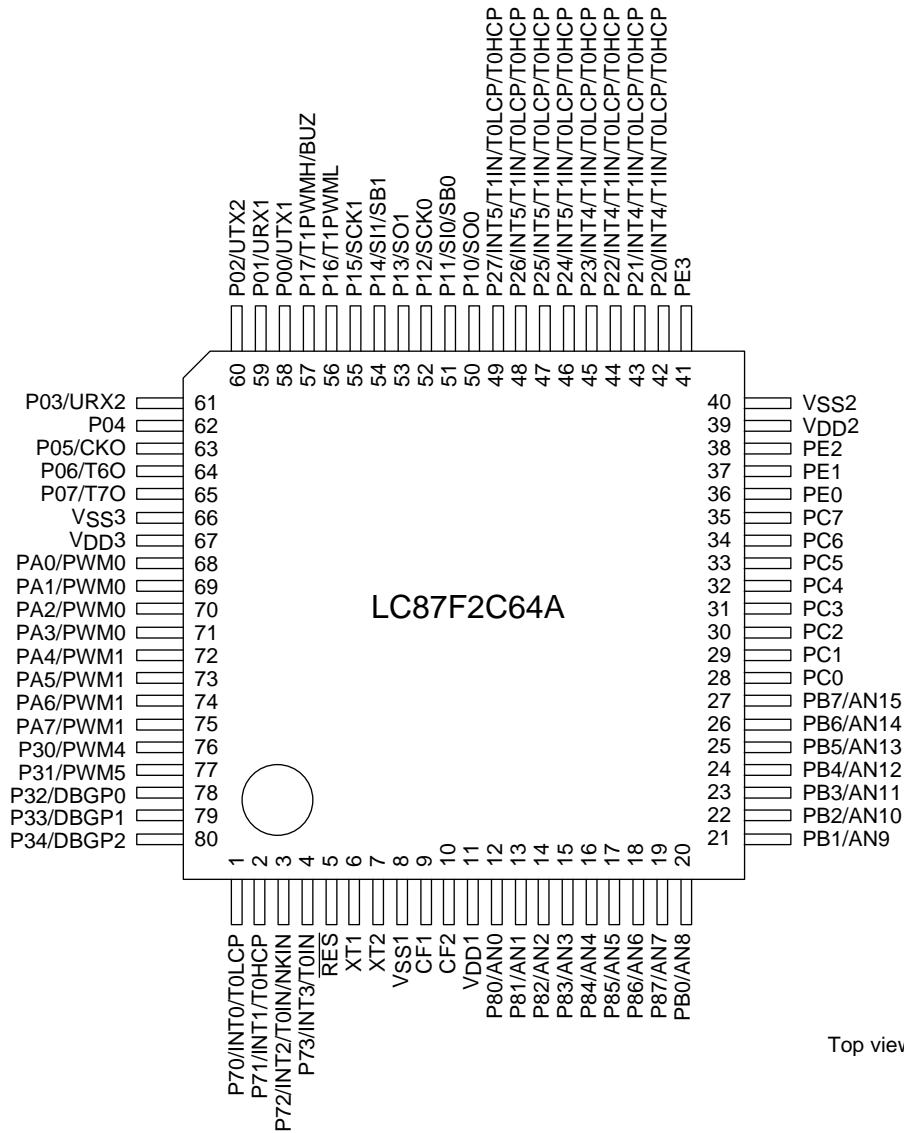 P02/UTX2
P01/URX1
P00/UTX1
P17/T1PWMH/BUZ
P16/T1PWML
P15/SCK1
P14/SI1/SB1
P13/SO1
P12/SCK0
P11/SI0/SB0
P10/SO0
P27/INT5/T1IN/T0LCP/T0HCP
P26/INT5/T1IN/T0LCP/T0HCP
P25/INT5/T1IN/T0LCP/T0HCP
P24/INT5/T1IN/T0LCP/T0HCP
P23/INT4/T1IN/T0LCP/T0HCP
P22/INT4/T1IN/T0LCP/T0HCP
P21/INT4/T1IN/T0LCP/T0HCP
P20/INT4/T1IN/T0LCP/T0HCP
PE3
60 59 58 57 56 55 54 53 52 51 50 49 48 47 46 45 44 43 42 41
P03/URX2 61
P04 62
P05/CKO 63
P06/T6O 64
P07/T7O 65
VSS3 66
VDD3 67
PA0/PWM0 68
PA1/PWM0 69
PA2/PWM0 70
PA3/PWM0 71
PA4/PWM1 72
PA5/PWM1 73
PA6/PWM1 74
PA7/PWM1 75
P30/PWM4 76
P31/PWM5 77
P32/DBGP0 78
P33/DBGP1 79
P34/DBGP2 80
LC87F2C64A
40 VSS2
39 VDD2
38 PE2
37 PE1
36 PE0
35 PC7
34 PC6
33 PC5
32 PC4
31 PC3
30 PC2
29 PC1
28 PC0
27 PB7/AN15
26 PB6/AN14
25 PB5/AN13
24 PB4/AN12
23 PB3/AN11
22 PB2/AN10
21 PB1/AN9
1 2 3 4 5 6 7 8 9 10 11 12 13 14 15 16 17 18 19 20
P70/INT0/T0LCP
P71/INT1/T0HCP
P72/INT2/T0IN/NKIN
P73/INT3/T0IN
RES
XT1
XT2
VSS1
CF1
CF2
VDD1
P80/AN0
P81/AN1
P82/AN2
P83/AN3
P84/AN4
P85/AN5
P86/AN6
P87/AN7
PB0/AN8
Top view